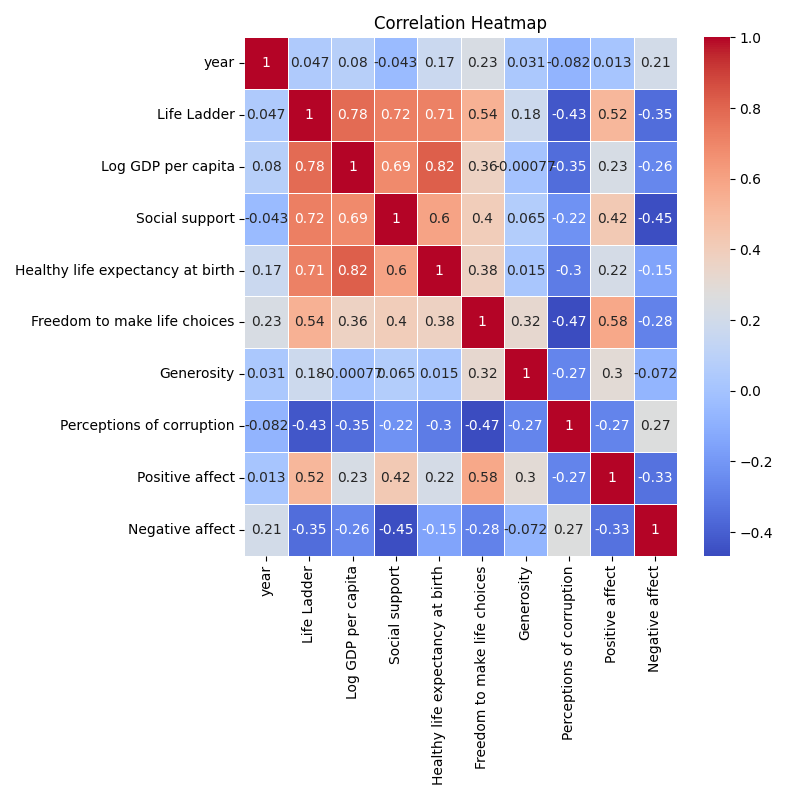 Correlation Heatmap
year 1 0.047 0.08 -0.043 0.17 0.23 0.031 -0.082 0.013 0.21
Life Ladder 0.047 1 0.78 0.72 0.71 0.54 0.18 -0.43 0.52 -0.35
Log GDP per capita 0.08 0.78 1 0.69 0.82 0.36 -0.00077 -0.35 0.23 -0.26
Social support -0.043 0.72 0.69 1 0.6 0.4 0.065 -0.22 0.42 -0.45
Healthy life expectancy at birth 0.17 0.71 0.82 0.6 1 0.38 0.015 -0.3 0.22 -0.15
Freedom to make life choices 0.23 0.54 0.36 0.4 0.38 1 0.32 -0.47 0.58 -0.28
Generosity 0.031 0.18 -0.00077 0.065 0.015 0.32 1 -0.27 0.3 -0.072
Perceptions of corruption -0.082 -0.43 -0.35 -0.22 -0.3 -0.47 -0.27 1 -0.27 0.27
Positive affect 0.013 0.52 0.23 0.42 0.22 0.58 0.3 -0.27 1 -0.33
Negative affect 0.21 -0.35 -0.26 -0.45 -0.15 -0.28 -0.072 0.27 -0.33 1
year
Life Ladder
Log GDP per capita
Social support
Healthy life expectancy at birth
Freedom to make life choices
Generosity
Perceptions of corruption
Positive affect
Negative affect
1.0
0.8
0.6
0.4
0.2
0.0
−0.2
−0.4